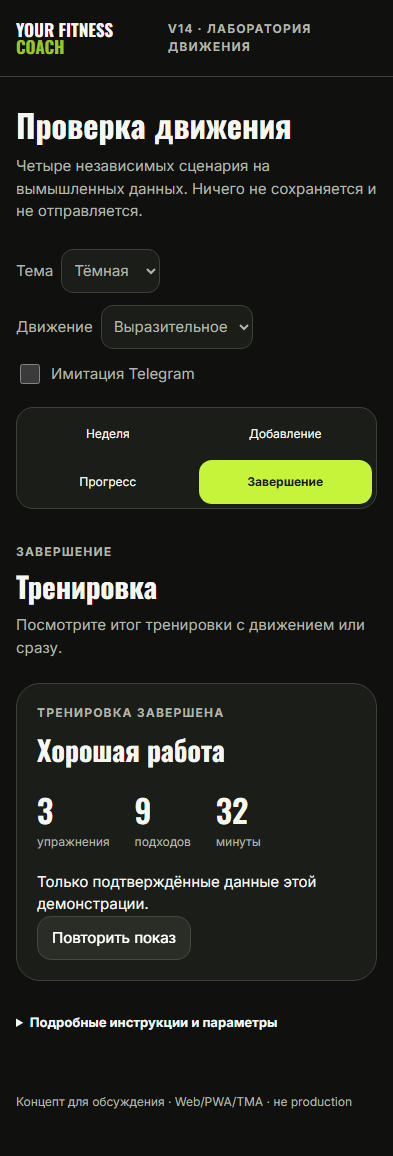 YOUR FITNESS
COACH
V14 · ЛАБОРАТОРИЯ
ДВИЖЕНИЯ
Проверка движения
Четыре независимых сценария на
вымышленных данных. Ничего не сохраняется и
не отправляется.
Тема Тёмная
Движение Выразительное
Имитация Telegram
Неделя Добавление
Прогресс Завершение
ЗАВЕРШЕНИЕ
Тренировка
Посмотрите итог тренировки с движением или
сразу.
ТРЕНИРОВКА ЗАВЕРШЕНА
Хорошая работа
3 9 32
упражнения подходов минуты
Только подтверждённые данные этой
демонстрации.
Повторить показ
Подробные инструкции и параметры
Концепт для обсуждения · Web/PWA/TMA · не production